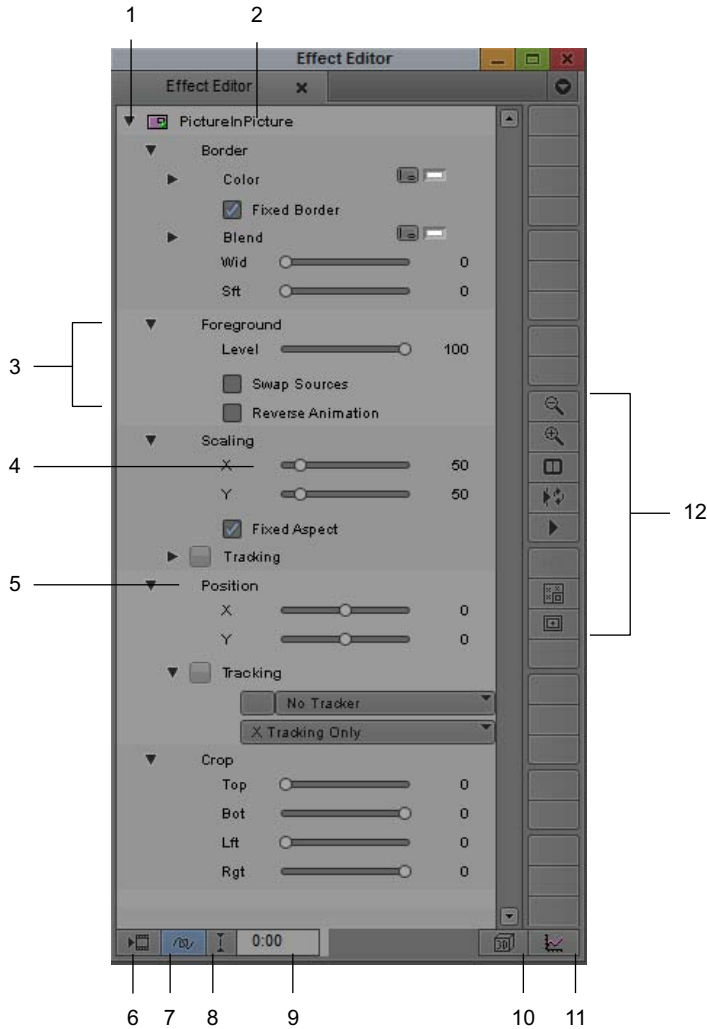 1 2
Effect Editor
Effect Editor
PictureInPicture
Border
Color
Fixed Border
Blend
Wid 0
Sft 0
Foreground
3
Level 100
Swap Sources
Reverse Animation
Scaling
4 X 50
Y 50
12
Fixed Aspect
Tracking
5 Position
X 0
Y 0
Tracking
No Tracker
X Tracking Only
Crop
Top 0
Bot 0
Lft 0
Rgt 0
0:00 3D
6 7 8 9 10 11